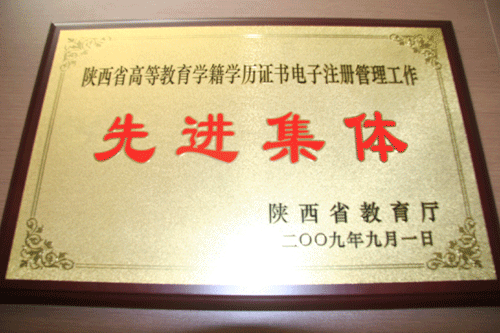 陕西省高等教育学籍学历证书电子注册管理工作
先进集体
陕西省教育厅
二〇〇九年九月一日